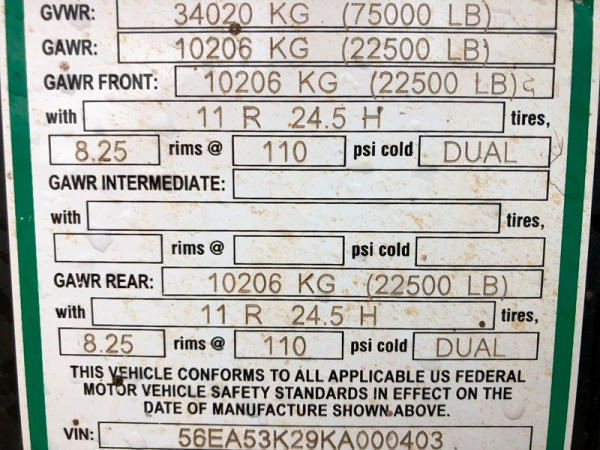 GVWR: 34020 KG (75000 LB)
GAWR: 10206 KG (22500 LB)
GAWR FRONT: 10206 KG (22500 LB)
with 11 R 24.5 H tires,
8.25 rims @ 110 psi cold DUAL
GAWR INTERMEDIATE:
with tires,
rims @ psi cold
GAWR REAR: 10206 KG (22500 LB)
with 11 R 24.5 H tires,
8.25 rims @ 110 psi cold DUAL
THIS VEHICLE CONFORMS TO ALL APPLICABLE US FEDERAL
MOTOR VEHICLE SAFETY STANDARDS IN EFFECT ON THE
DATE OF MANUFACTURE SHOWN ABOVE.
VIN: 56EA53K29KA000403